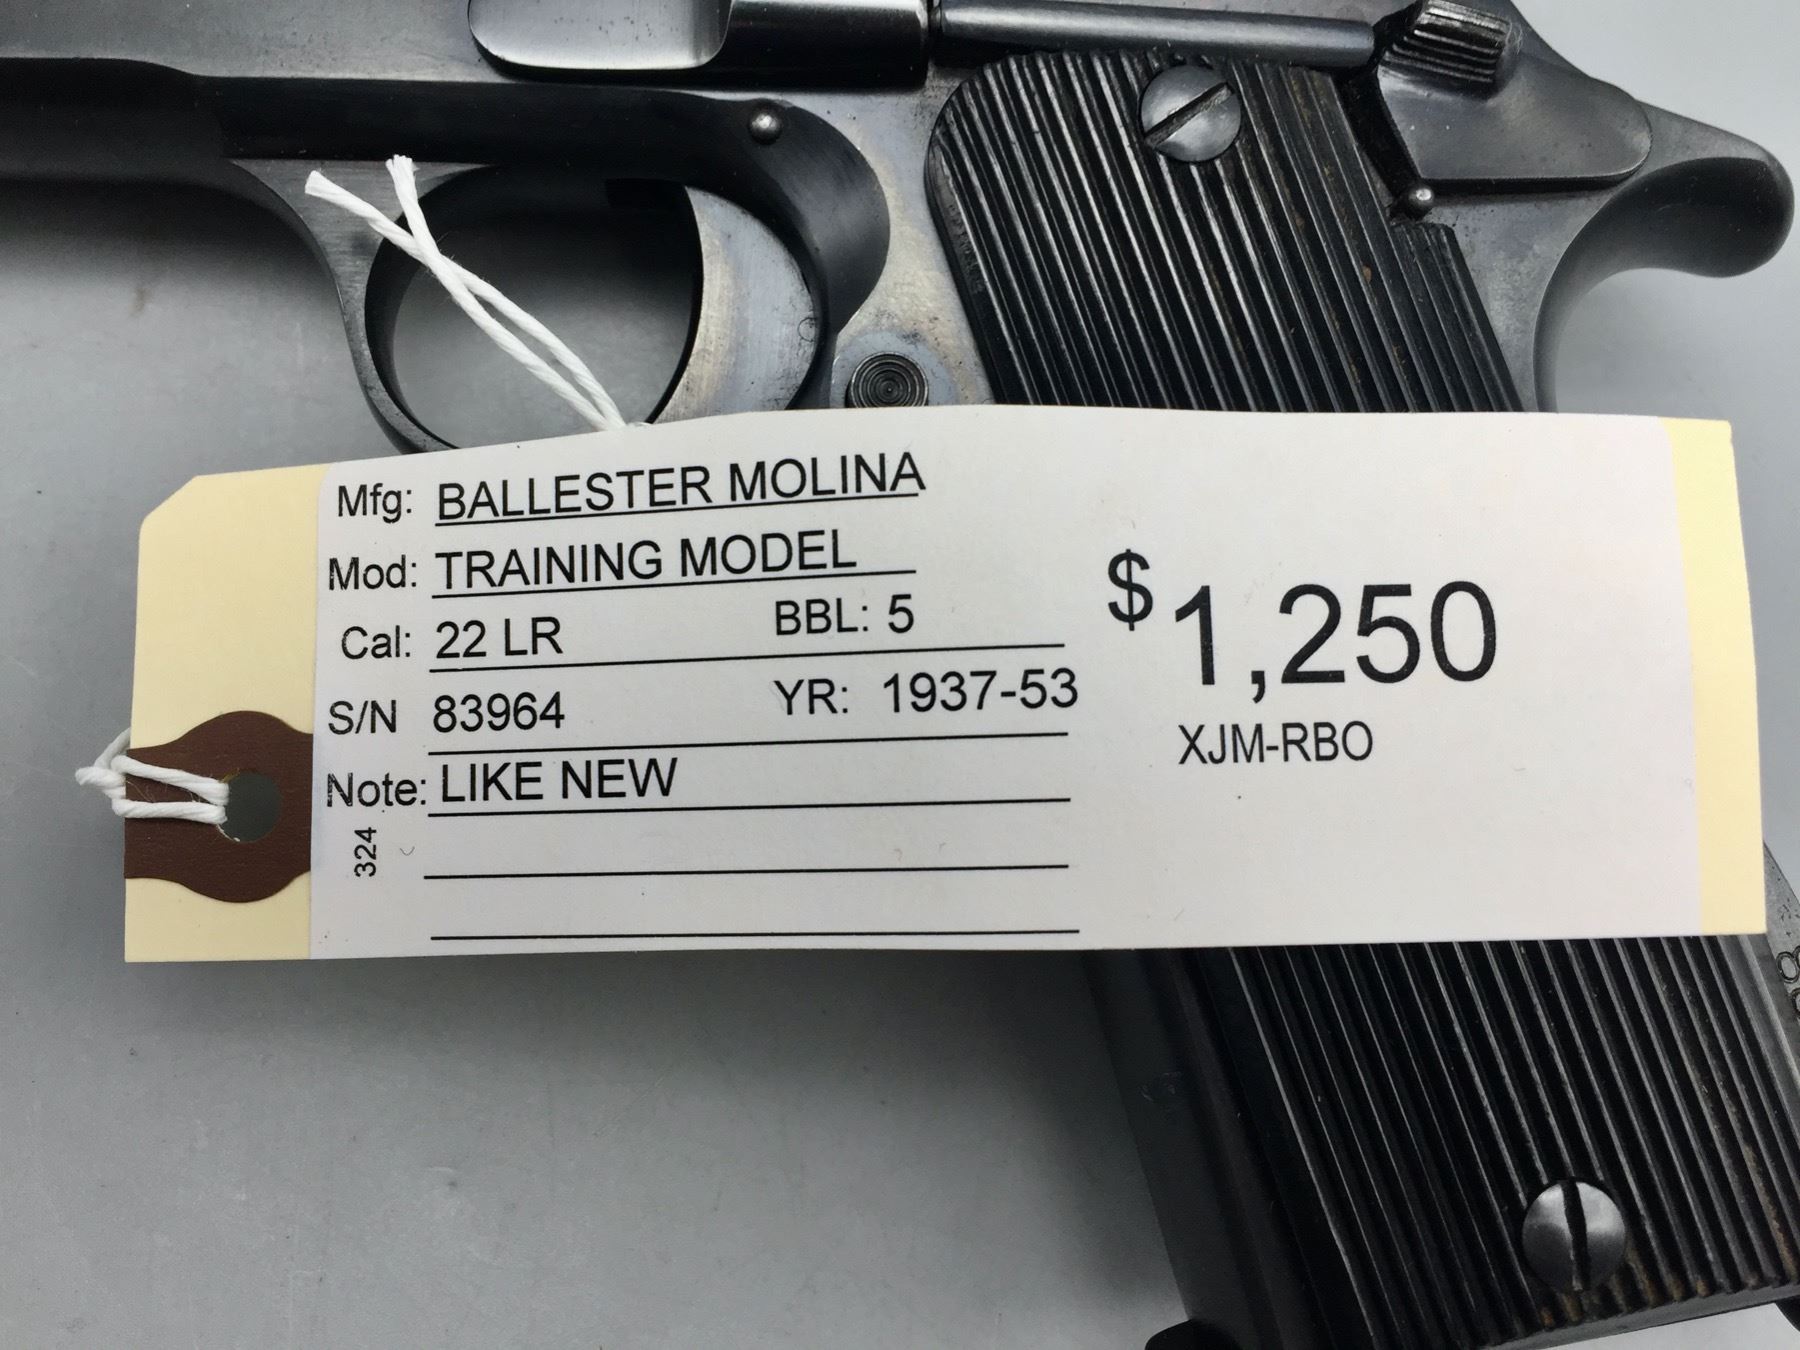 Mfg: BALLESTER MOLINA
Mod: TRAINING MODEL
Cal: 22 LR BBL: 5
S/N 83964 YR: 1937-53
Note: LIKE NEW
324
$1,250
XJM-RBO